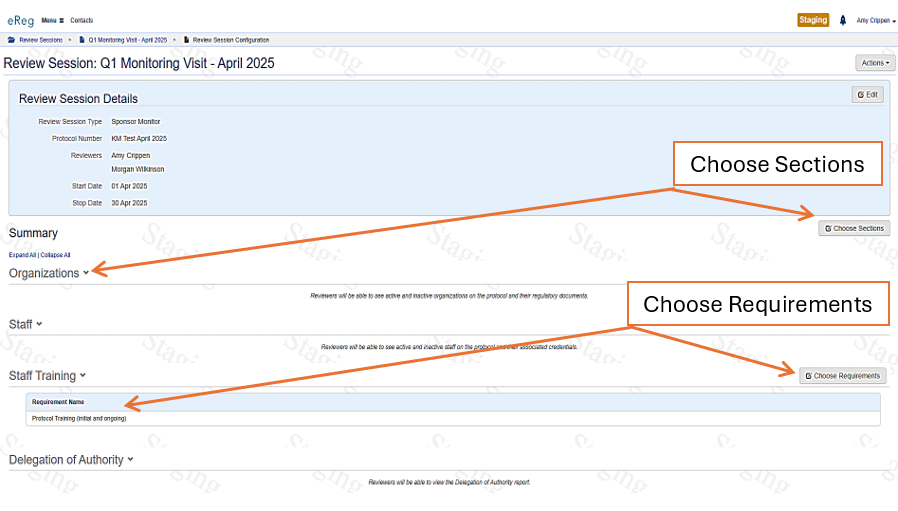 eReg Menu Contacts Staging Amy Crippen
Review Sessions > Q1 Monitoring Visit - April 2025 > Review Session Configuration
Review Session: Q1 Monitoring Visit - April 2025 Actions
Review Session Details Edit
Review Session Type Sponsor Monitor
Protocol Number KM Test April 2025
Reviewers Amy Crippen
Morgan Wilkinson
Start Date 01 Apr 2025
Stop Date 30 Apr 2025
Choose Sections
Summary Choose Sections
Expand All | Collapse All
Organizations
Reviewers will be able to see active and inactive organizations on the protocol and their regulatory documents.
Choose Requirements
Staff
Reviewers will be able to see active and inactive staff on the protocol and their associated credentials.
Staff Training Choose Requirements
Requirement Name
Protocol Training (initial and ongoing)
Delegation of Authority
Reviewers will be able to view the Delegation of Authority report.